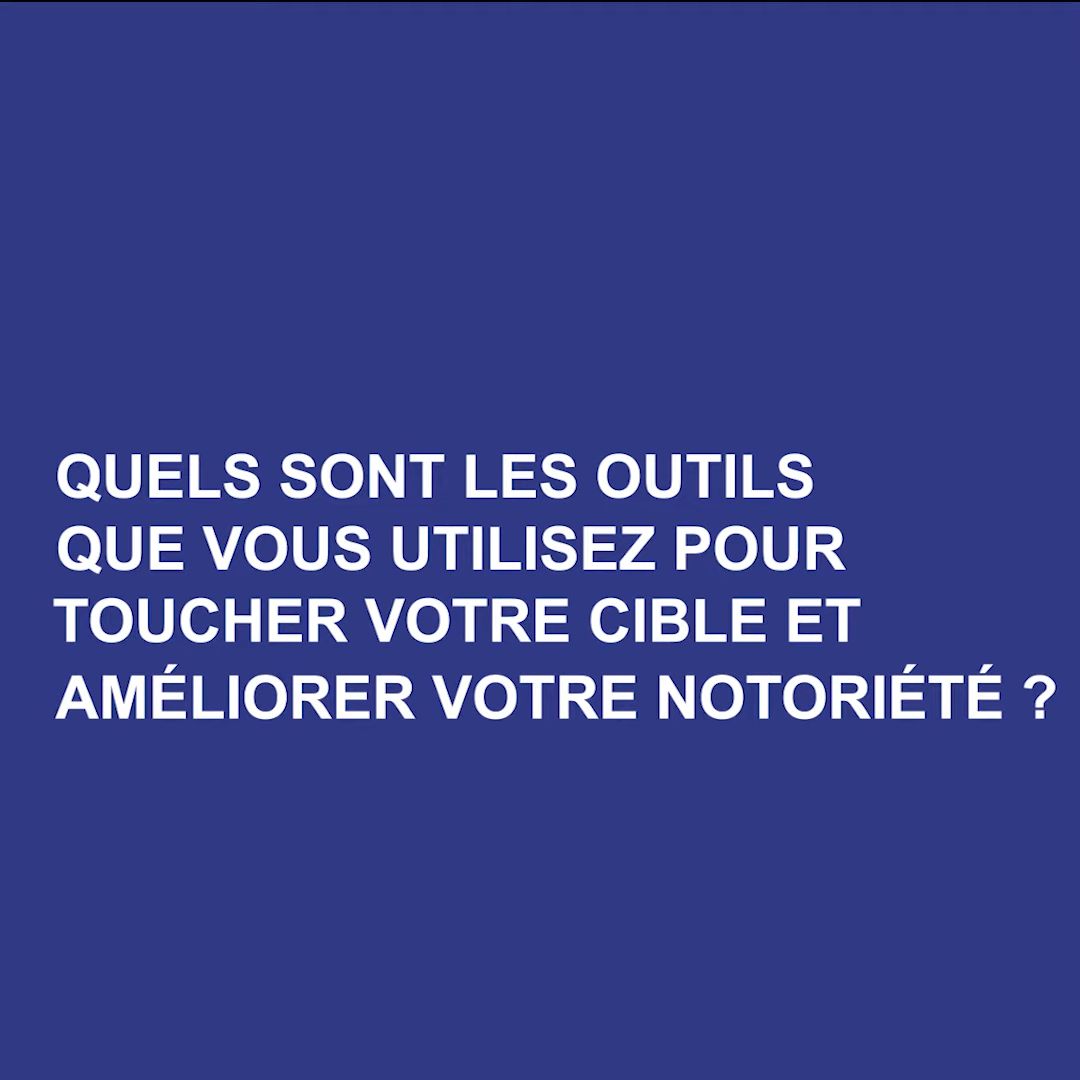 QUELS SONT LES OUTILS
QUE VOUS UTILISEZ POUR
TOUCHER VOTRE CIBLE ET
AMÉLIORER VOTRE NOTORIÉTÉ ?